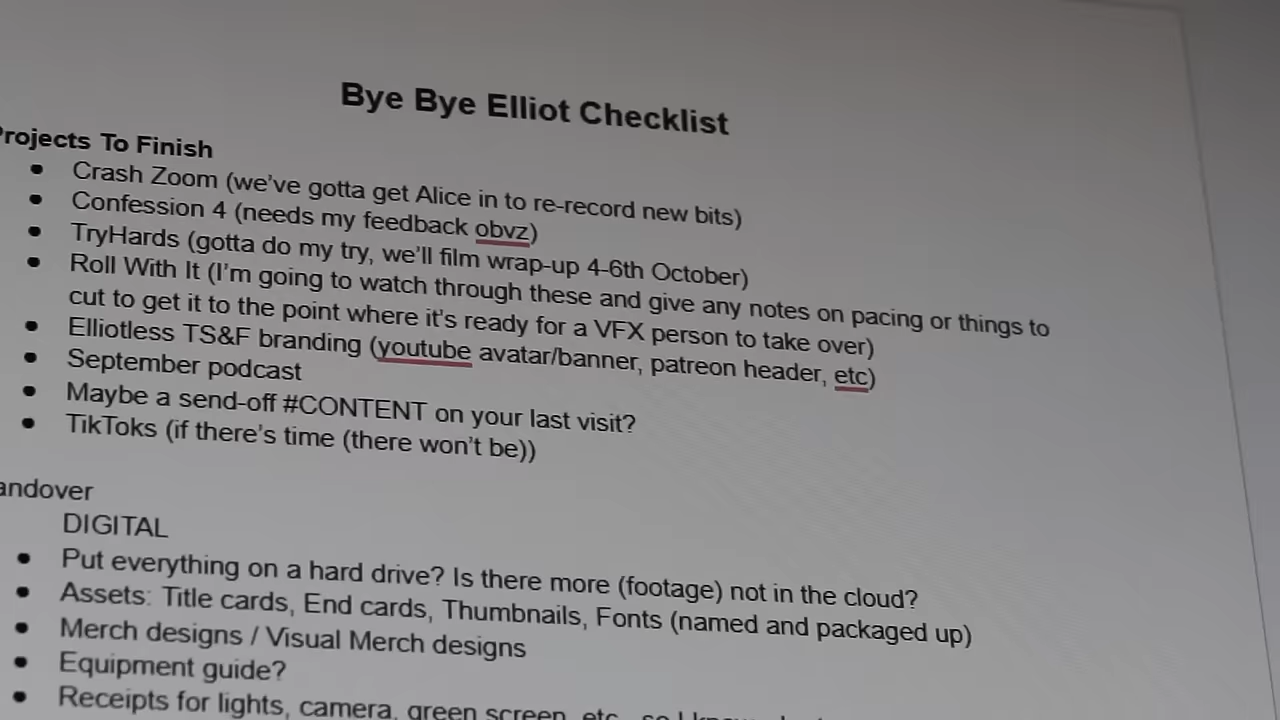 Bye Bye Elliot Checklist
Projects To Finish
Crash Zoom (we've gotta get Alice in to re-record new bits)
Confession 4 (needs my feedback obvz)
TryHards (gotta do my try, we'll film wrap-up 4-6th October)
Roll With It (I'm going to watch through these and give any notes on pacing or things to
cut to get it to the point where it's ready for a VFX person to take over)
Elliotless TS&F branding (youtube avatar/banner, patreon header, etc)
September podcast
Maybe a send-off #CONTENT on your last visit?
TikToks (if there's time (there won't be))
andover
DIGITAL
Put everything on a hard drive? Is there more (footage) not in the cloud?
Assets: Title cards, End cards, Thumbnails, Fonts (named and packaged up)
Merch designs / Visual Merch designs
Equipment guide?
Receipts for lights, camera, green screen, etc, so I